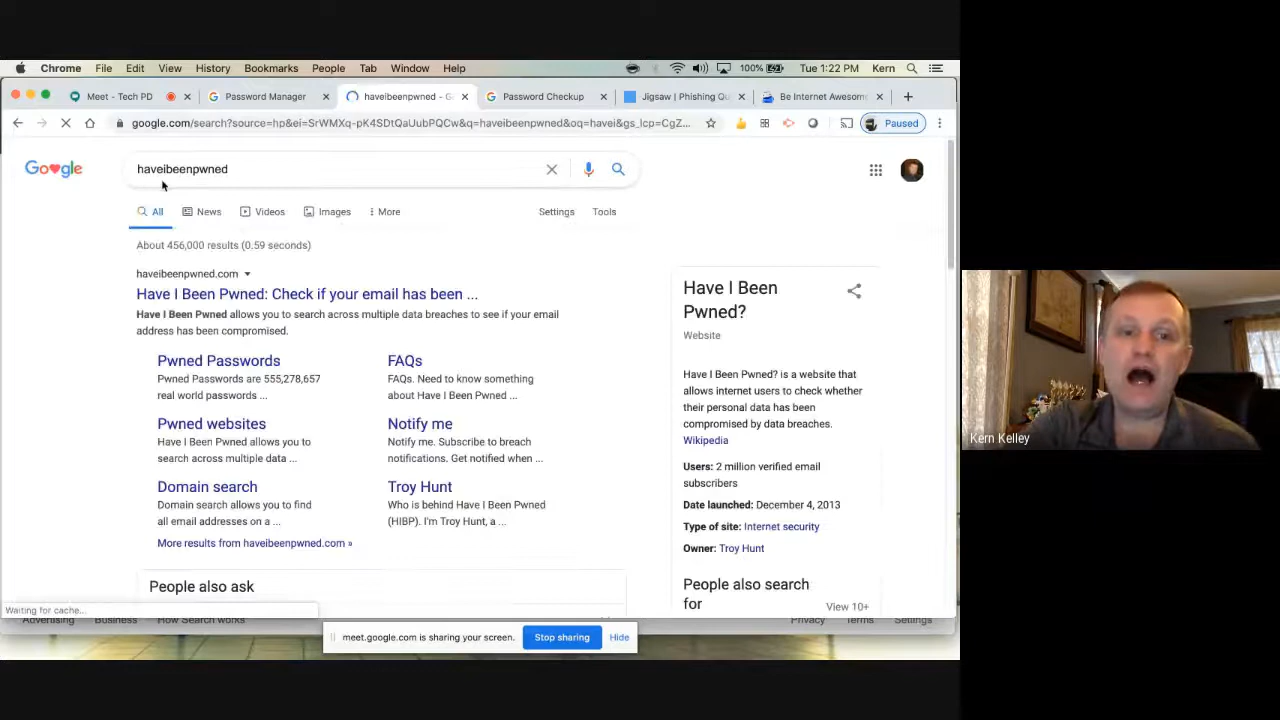 Chrome File Edit View History Bookmarks People Tab Window Help 100% Tue 1:22 PM Kern
Meet - Tech PD Password Manager haveibeenpwned - G Password Checkup Jigsaw | Phishing Qu Be Internet Awesom
google.com/search?source=hp&ei=SrWMXq-pK4SDtQaUubPQCw&q=haveibeenpwned&oq=havei&gs_lcp=CgZ... Paused
Google
haveibeenpwned
All News Videos Images More Settings Tools
About 456,000 results (0.59 seconds)
haveibeenpwned.com
Have I Been Pwned: Check if your email has been ...
Have I Been Pwned allows you to search across multiple data breaches to see if your email
address has been compromised.
Pwned Passwords
Pwned Passwords are 555,278,657
real world passwords ...
FAQs
FAQs. Need to know something
about Have I Been Pwned ...
Pwned websites
Have I Been Pwned allows you to
search across multiple data ...
Notify me
Notify me. Subscribe to breach
notifications. Get notified when ...
Domain search
Domain search allows you to find
all email addresses on a ...
Troy Hunt
Who is behind Have I Been Pwned
(HIBP). I'm Troy Hunt, a ...
More results from haveibeenpwned.com »
People also ask
Have I Been
Pwned?
Website
Have I Been Pwned? is a website that
allows internet users to check whether
their personal data has been
compromised by data breaches.
Wikipedia
Users: 2 million verified email
subscribers
Date launched: December 4, 2013
Type of site: Internet security
Owner: Troy Hunt
People also search
for
View 10+
Waiting for cache...
Advertising Business How Search works Privacy Terms Settings
meet.google.com is sharing your screen. Stop sharing Hide
Kern Kelley